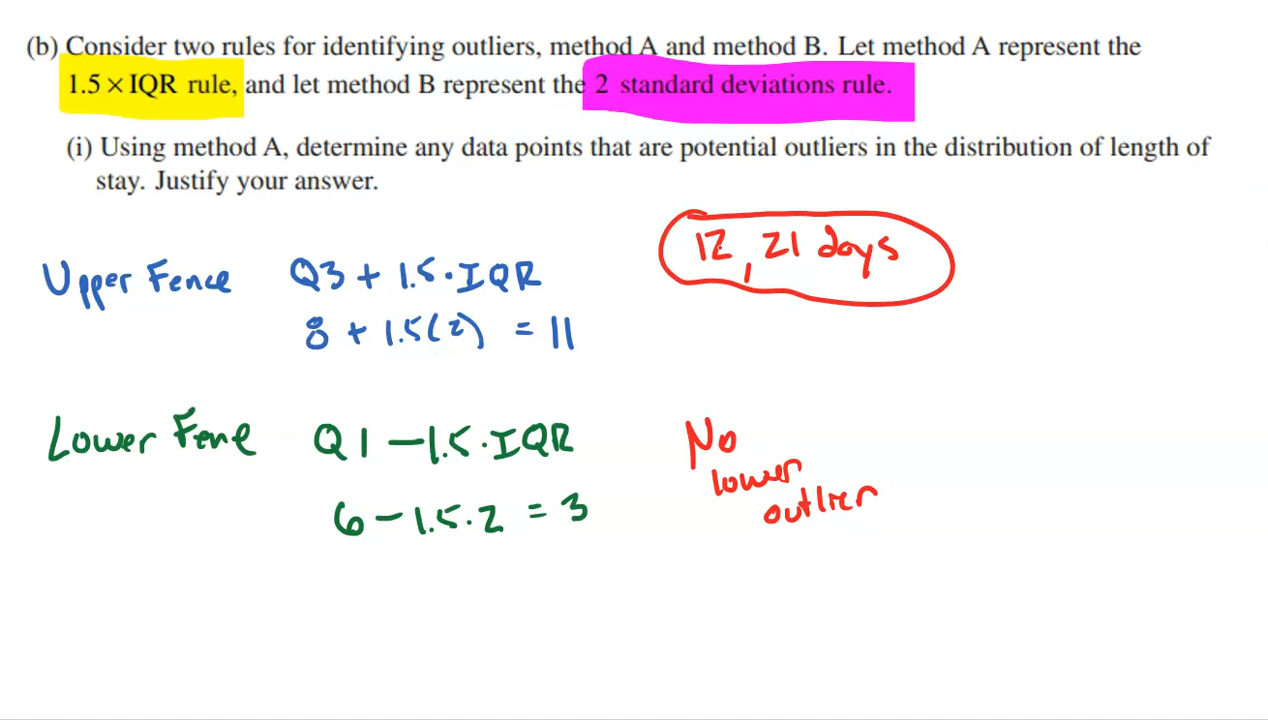 (b) Consider two rules for identifying outliers, method A and method B. Let method A represent the
1.5 × IQR rule, and let method B represent the 2 standard deviations rule.
(i) Using method A, determine any data points that are potential outliers in the distribution of length of
stay. Justify your answer.
12, 21 days
Upper Fence Q3 + 1.5 · IQR
8 + 1.5(2) = 11
Lower Fene Q1 - 1.5 · IQR
6 - 1.5 · 2 = 3
No
lower
outlier